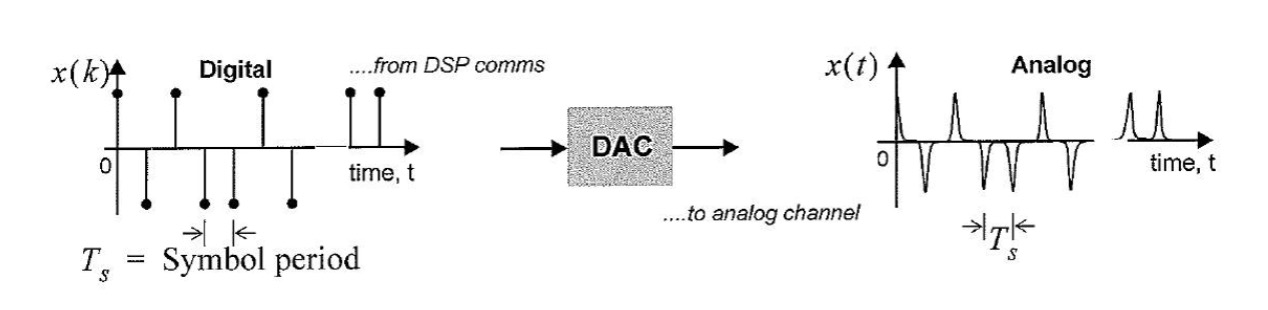 x(k)
Digital
....from DSP comms
0
time, t
T_s = Symbol period
DAC
....to analog channel
x(t)
Analog
0
time, t
T_s